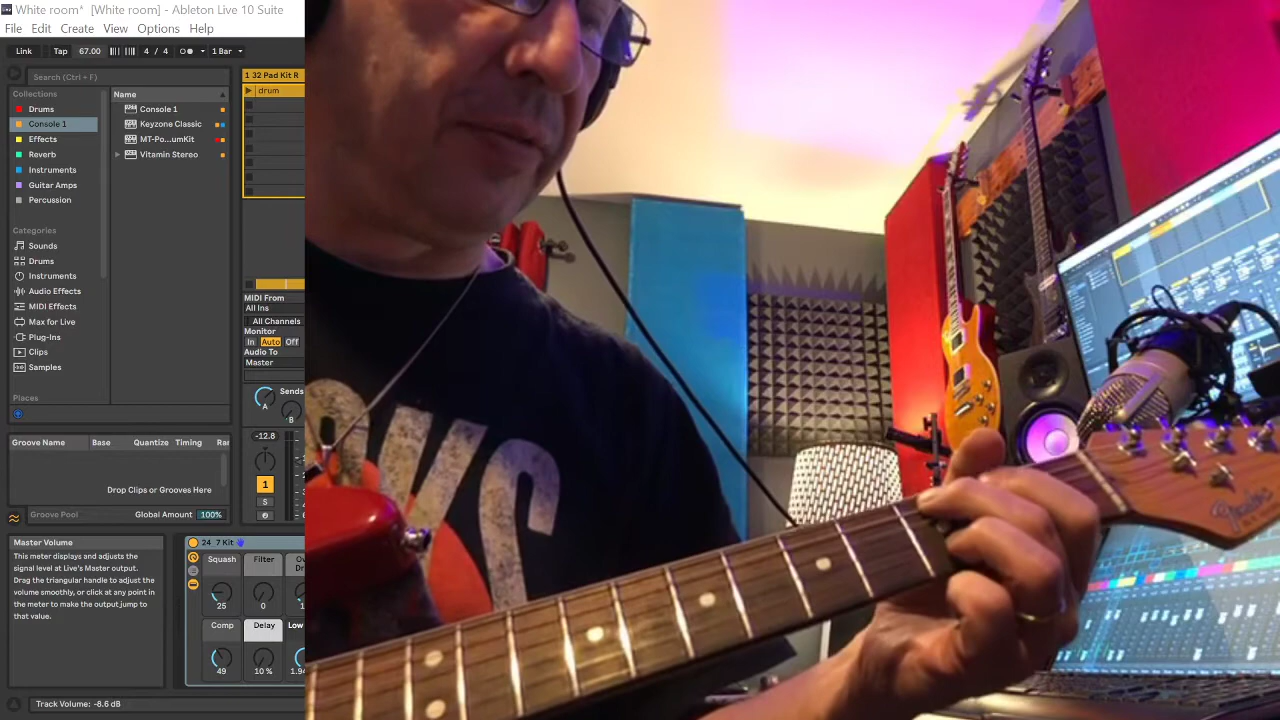 White room* [White room] - Ableton Live 10 Suite
File Edit Create View Options Help
Link Tap 67.00 4 / 4 1 Bar
Search (Ctrl + F)
Collections
Drums
Console 1
Effects
Reverb
Instruments
Guitar Amps
Percussion
Categories
Sounds
Drums
Instruments
Audio Effects
MIDI Effects
Max for Live
Plug-Ins
Clips
Samples
Places
Name
Console 1
Keyzone Classic
MT-Po...umKit
Vitamin Stereo
1 32 Pad Kit R
drum
MIDI From
All Ins
All Channels
Monitor
In Auto Off
Audio To
Master
Sends
A
B
-12.8
1
S
Groove Name Base Quantize Timing Rar
Drop Clips or Grooves Here
Groove Pool Global Amount 100%
Master Volume
This meter displays and adjusts the
signal level at Live's Master output.
Drag the triangular handle to adjust the
volume smoothly, or click at any point in
the meter to make the output jump to
that value.
24_7 Kit
Squash Filter
25 0
Comp Delay Low
49 10 % 1.9
Track Volume: -8.6 dB
Fender